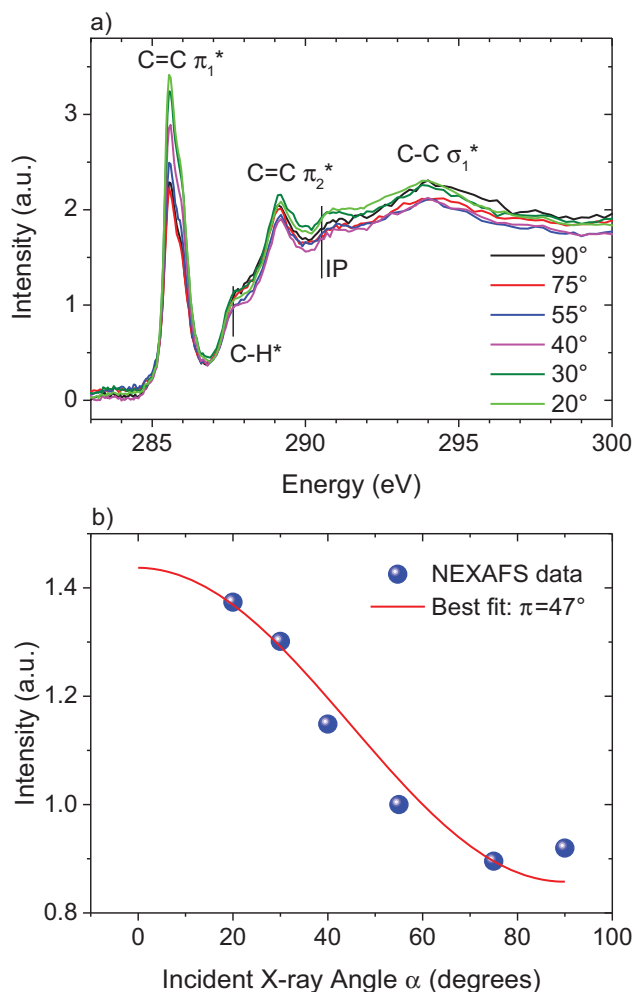 a)
C=C π₁*
C=C π₂*
C-C σ₁*
IP
C-H*
90°
75°
55°
40°
30°
20°
3
2
1
0
Intensity (a.u.)
285 290 295 300
Energy (eV)
b)
NEXAFS data
Best fit: π=47°
1.4
1.2
1.0
0.8
Intensity (a.u.)
0 20 40 60 80 100
Incident X-ray Angle α (degrees)